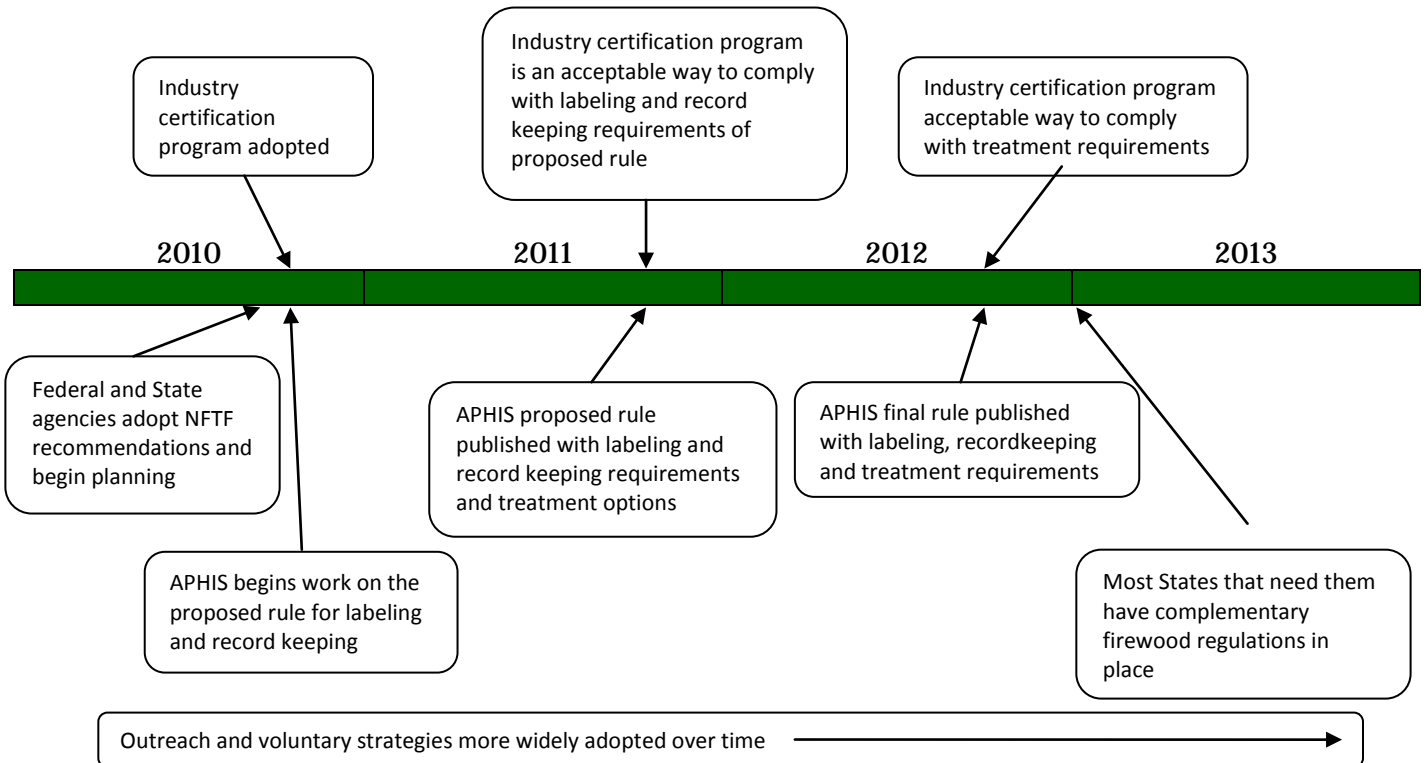 Industry
certification
program adopted
Industry certification program
is an acceptable way to comply
with labeling and record
keeping requirements of
proposed rule
Industry certification program
acceptable way to comply
with treatment requirements
2010
2011
2012
2013
Federal and State
agencies adopt NFTF
recommendations and
begin planning
APHIS begins work on the
proposed rule for labeling
and record keeping
APHIS proposed rule
published with labeling and
record keeping requirements
and treatment options
APHIS final rule published
with labeling, recordkeeping
and treatment requirements
Most States that need them
have complementary
firewood regulations in
place
Outreach and voluntary strategies more widely adopted over time